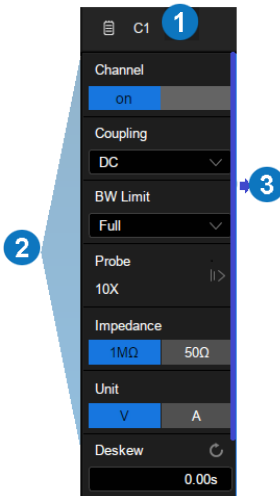 C1 1
Channel
on
Coupling
DC
3
BW Limit
Full
2
Probe
10X
Impedance
1MΩ 50Ω
Unit
V A
Deskew
0.00s